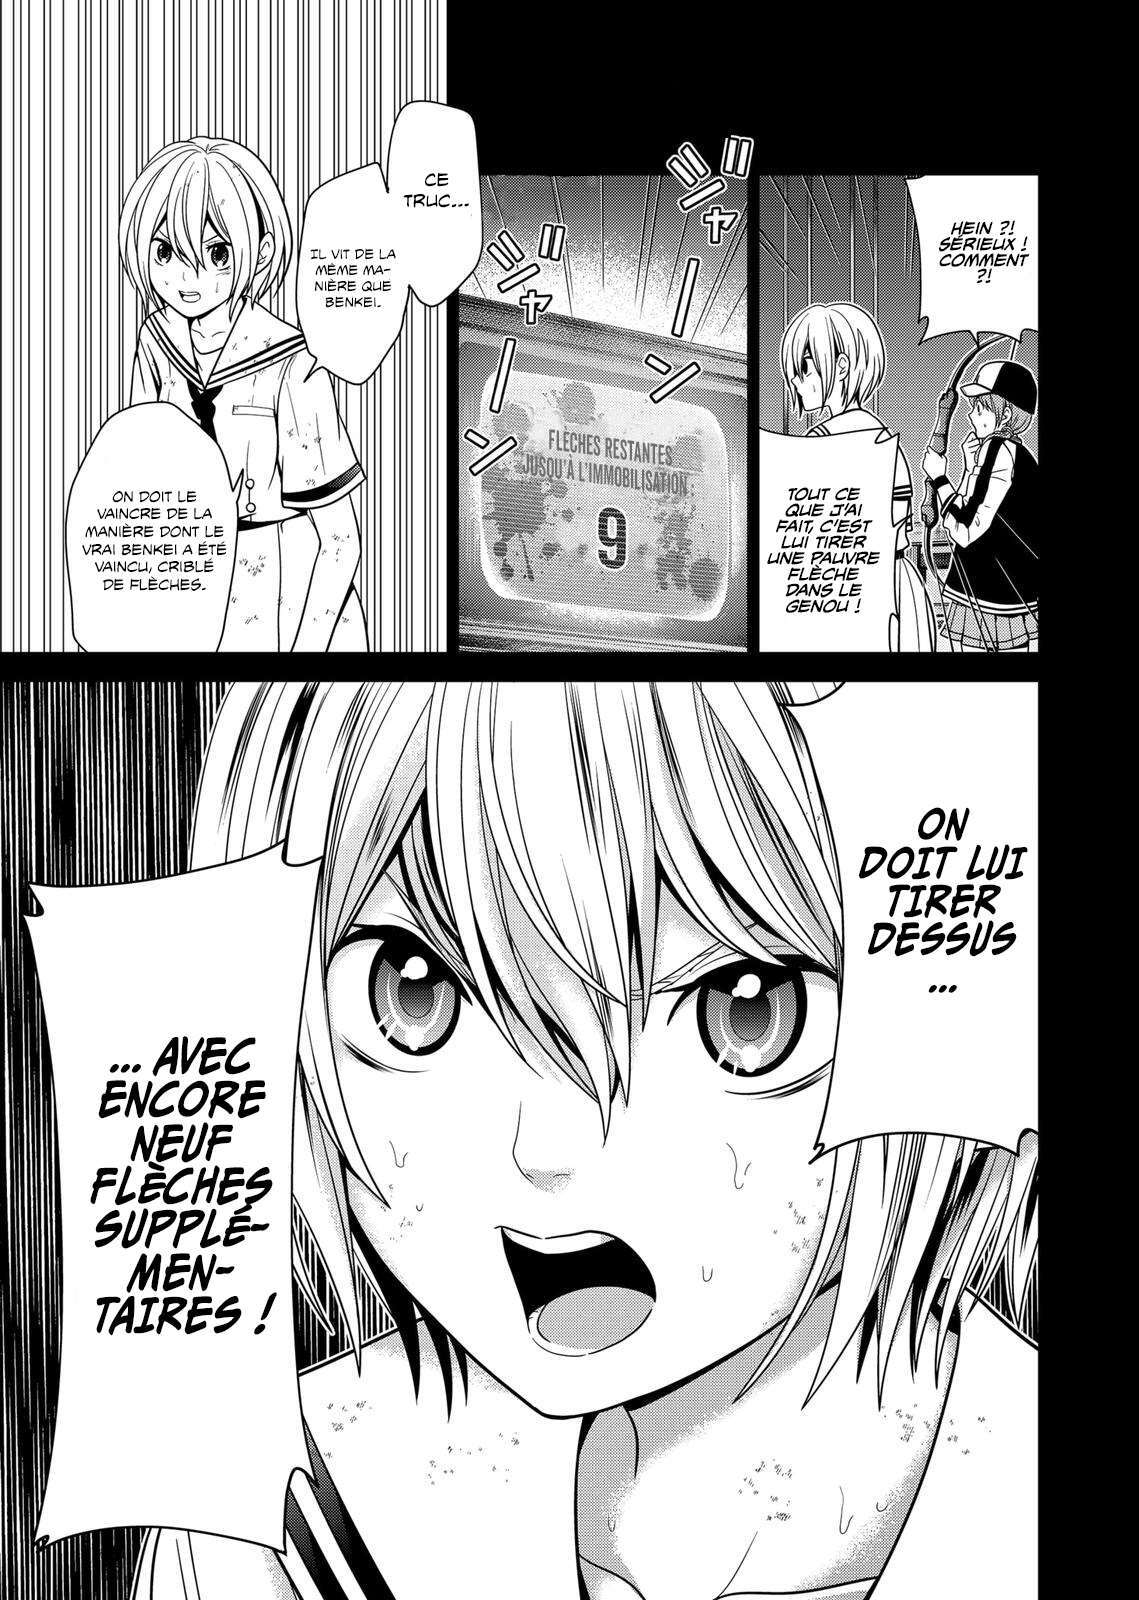 HEIN ?!
SÉRIEUX !
COMMENT
?!
TOUT CE
QUE J'AI
FAIT, C'EST
LUI TIRER
UNE PAUVRE
FLÈCHE
DANS LE
GENOU !
ジャ
ジャ
ーン
ーン
FLÈCHES RESTANTES
JUSQU'À L'IMMOBILISATION :
9
CE
TRUC...
IL VIT DE LA
MÊME MA-
NIÈRE QUE
BENKEI.
ON DOIT LE
VAINCRE DE LA
MANIÈRE DONT LE
VRAI BENKEI A ÉTÉ
VAINCU, CRIBLÉ
DE FLÈCHES.
ON
DOIT LUI
TIRER
DESSUS
...
... AVEC
ENCORE
NEUF
FLÈCHES
SUPPLÉ-
MEN-
TAIRES !